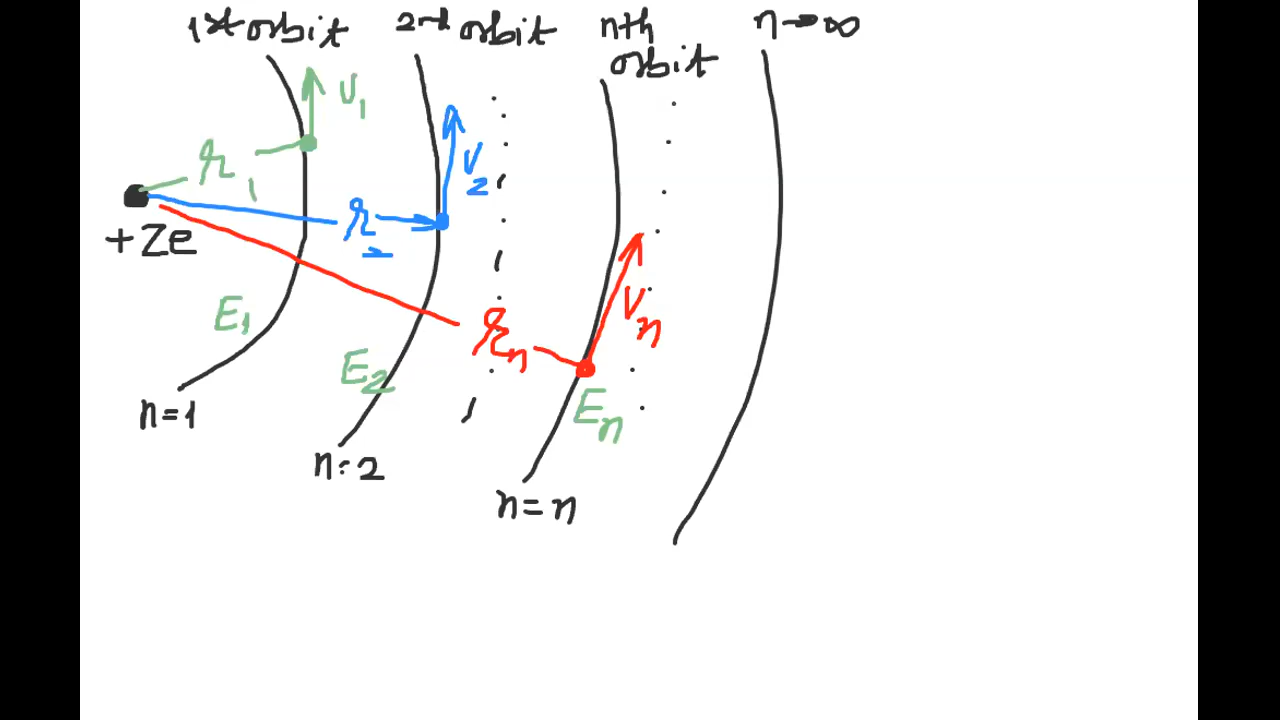 1st orbit
2nd orbit
nth
orbit
n→∞
V1
r1
V2
+Ze
r2
E1
Vn
rn
E2
En
n=1
n=2
n=n